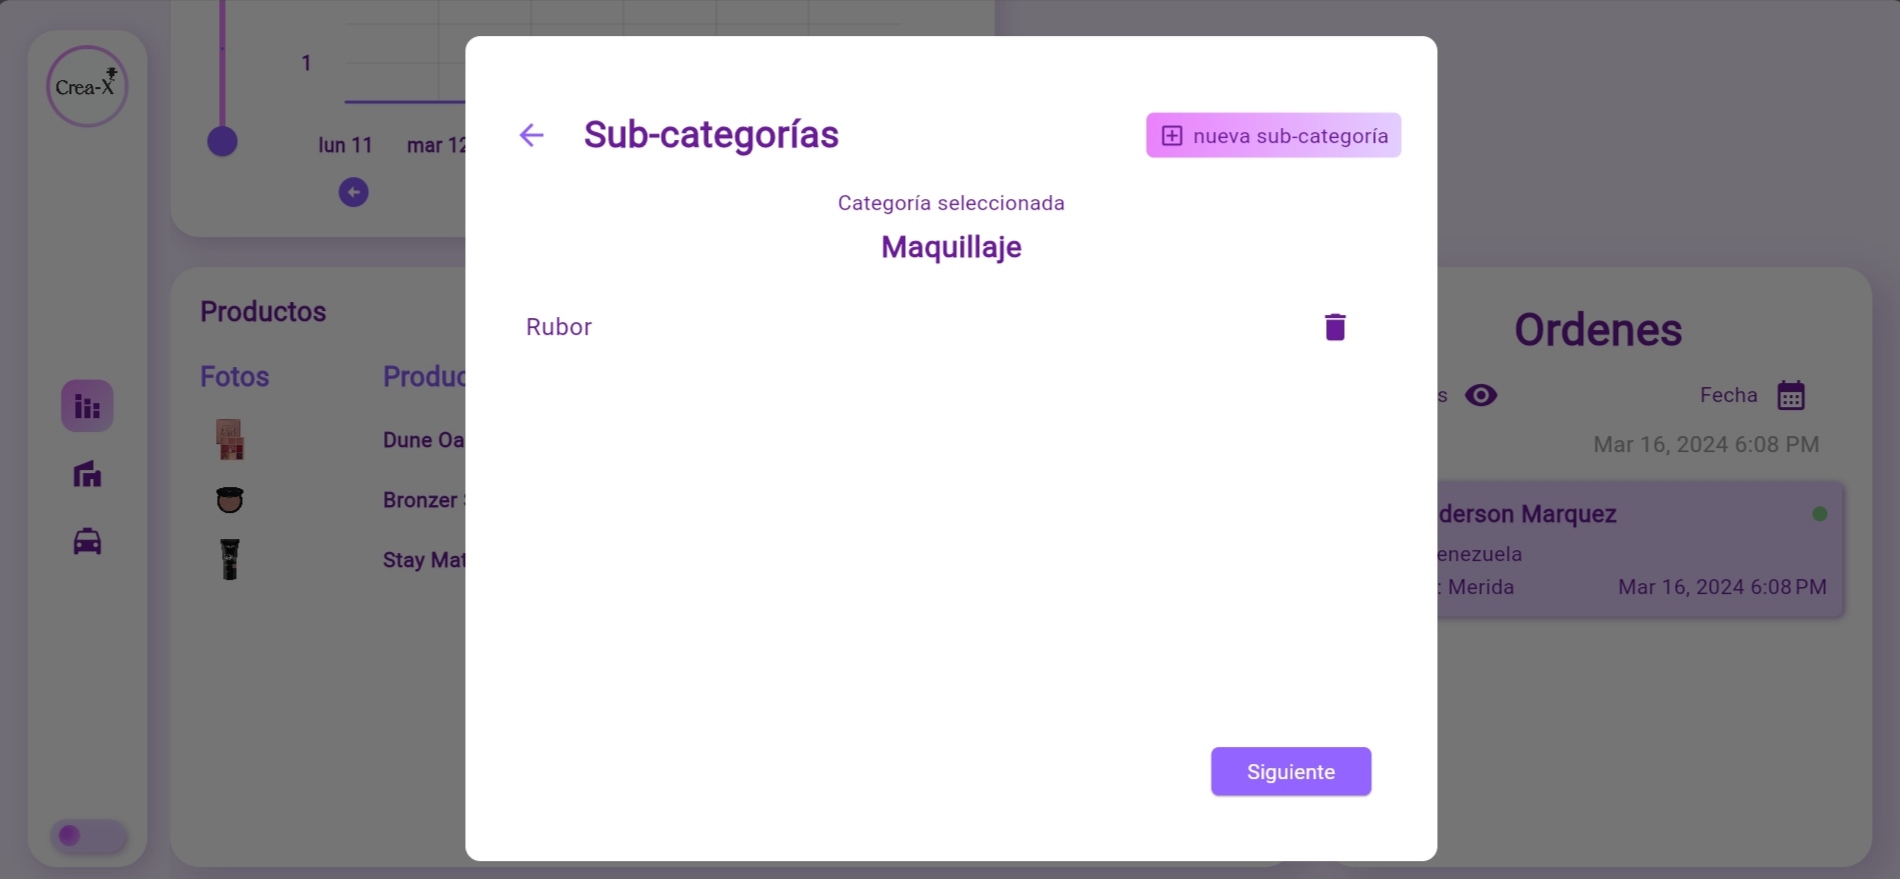 Crea-X
1
lun 11
mar 12
Productos
Fotos
Produc
Dune Oa
Bronzer
Stay Mat
Sub-categorías
nueva sub-categoría
Categoría seleccionada
Maquillaje
Rubor
Siguiente
Ordenes
s
Fecha
Mar 16, 2024 6:08 PM
derson Marquez
enezuela
: Merida
Mar 16, 2024 6:08 PM